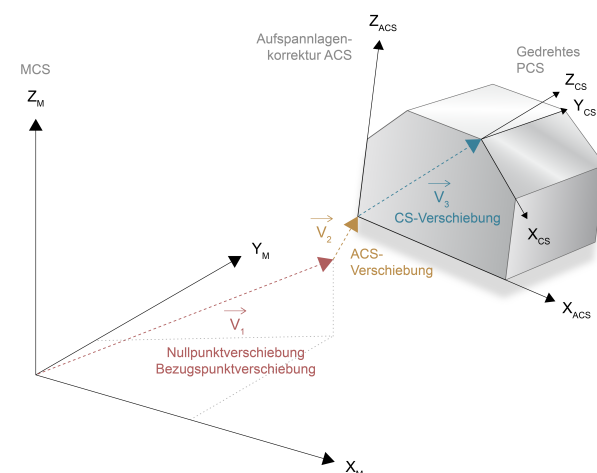 MCS
Z_M
Aufspannlagen-
korrektur ACS
Z_ACS
Gedrehtes
PCS
Z_CS
Y_CS
V_3
CS-Verschiebung
X_CS
V_2
ACS-
Verschiebung
Y_M
X_ACS
V_1
Nullpunktverschiebung
Bezugspunktverschiebung
X